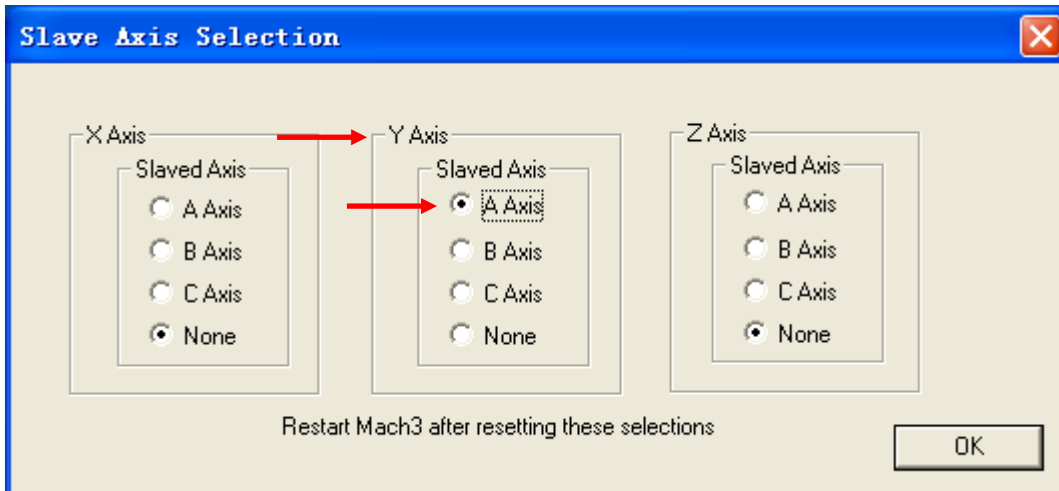 Slave Axis Selection
X Axis
Slaved Axis
A Axis
B Axis
C Axis
None
Y Axis
Slaved Axis
A Axis
B Axis
C Axis
None
Z Axis
Slaved Axis
A Axis
B Axis
C Axis
None
Restart Mach3 after resetting these selections
OK